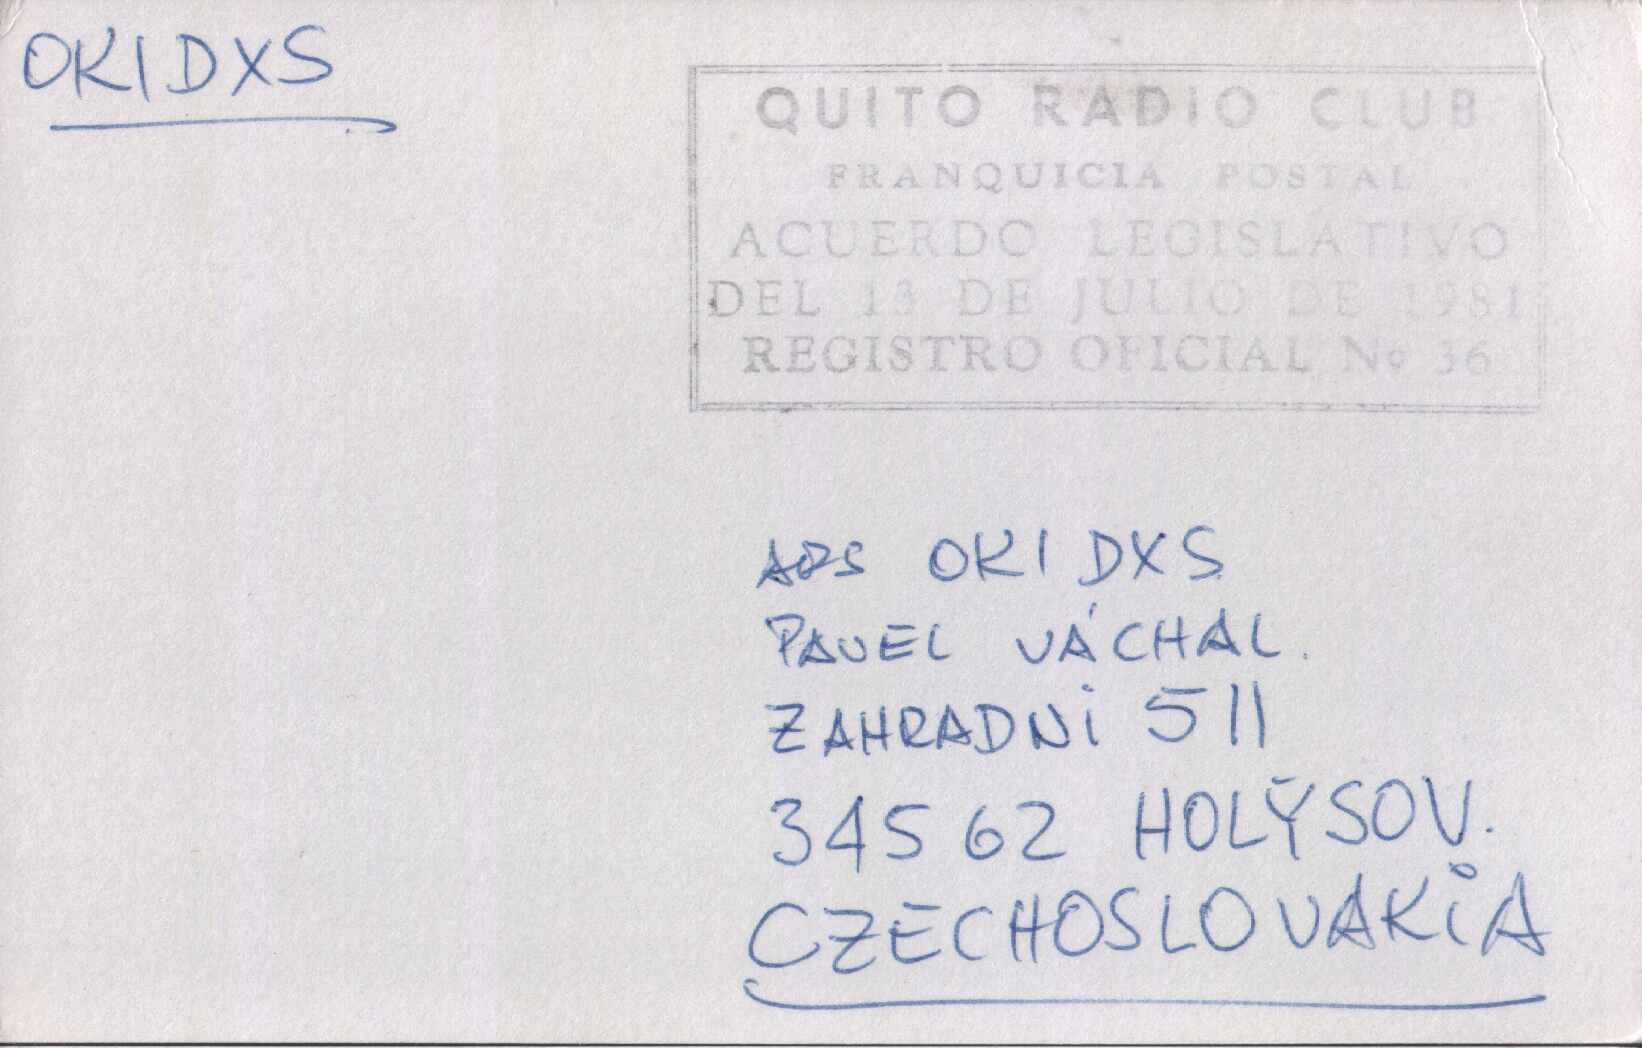 OK1DXS
QUITO RADIO CLUB
FRANQUICIA POSTAL
ACUERDO LEGISLATIVO
DEL 13 DE JULIO DE 1981
REGISTRO OFICIAL Nº 36
OK1DXS
PAVEL VÁCHAL.
ZAHRADNi 511
34562 HOLÝSOV.
CZECHOSLOVAKiA